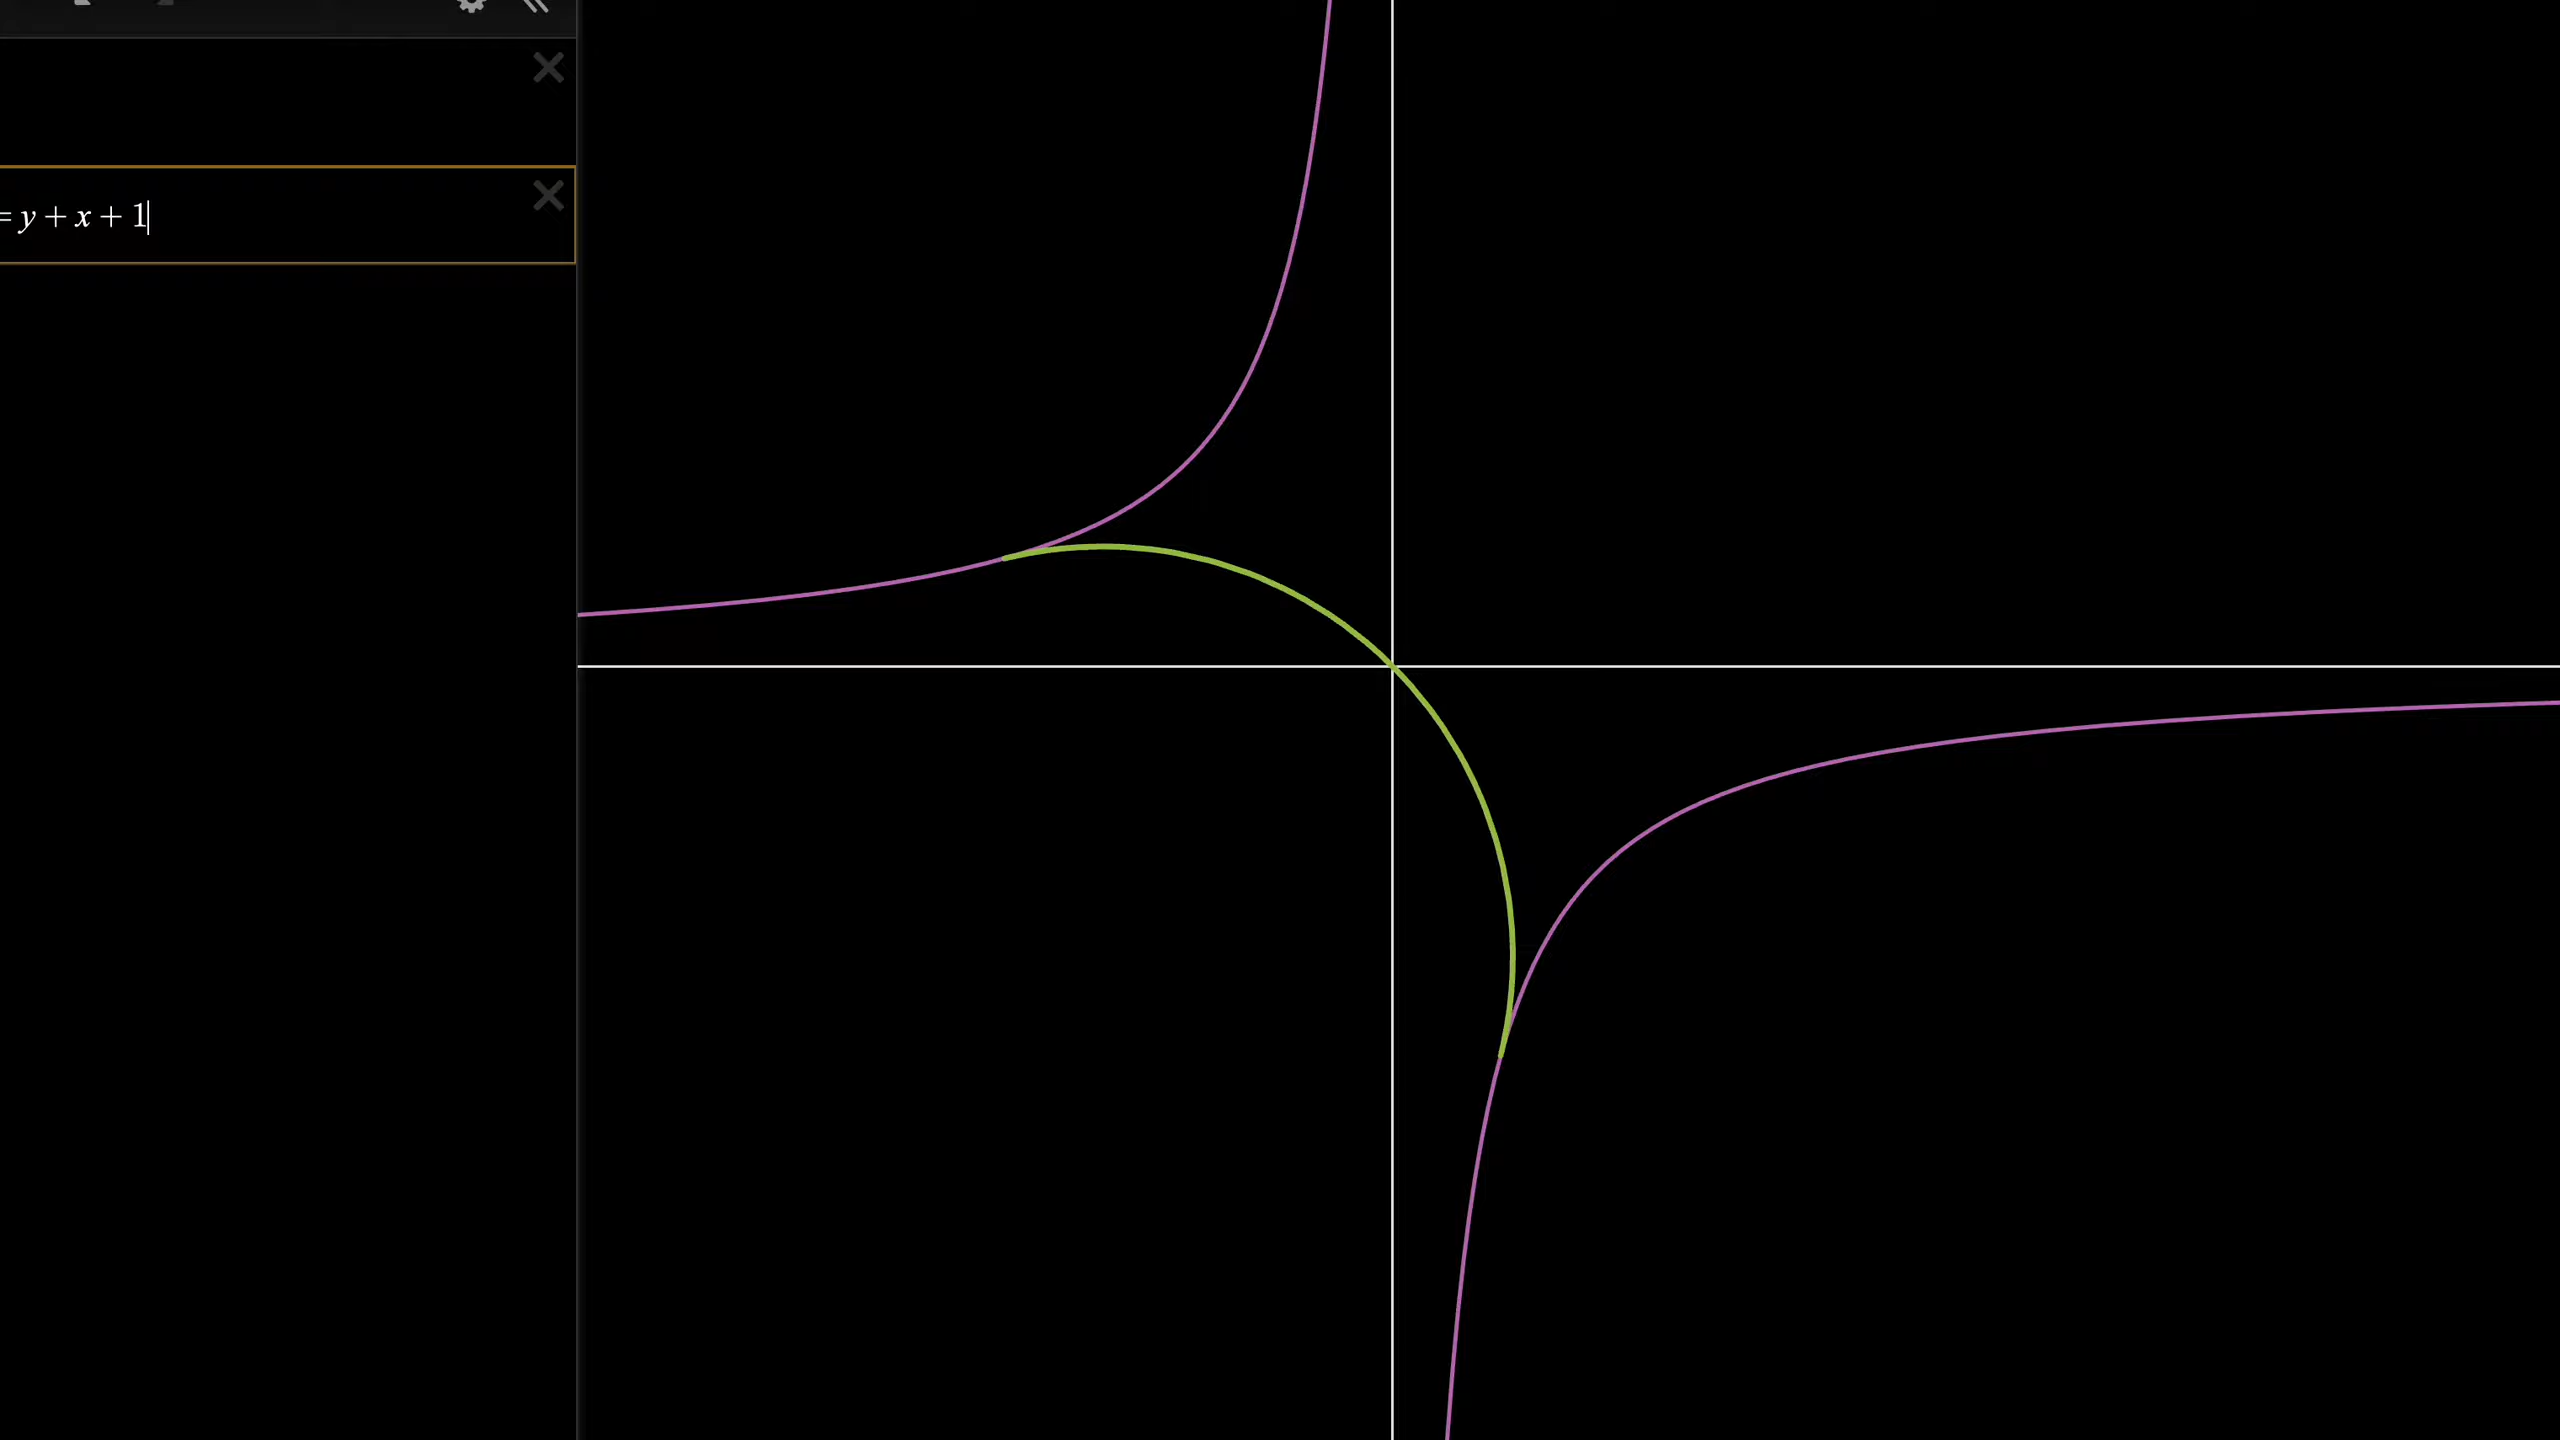 = y + x + 1